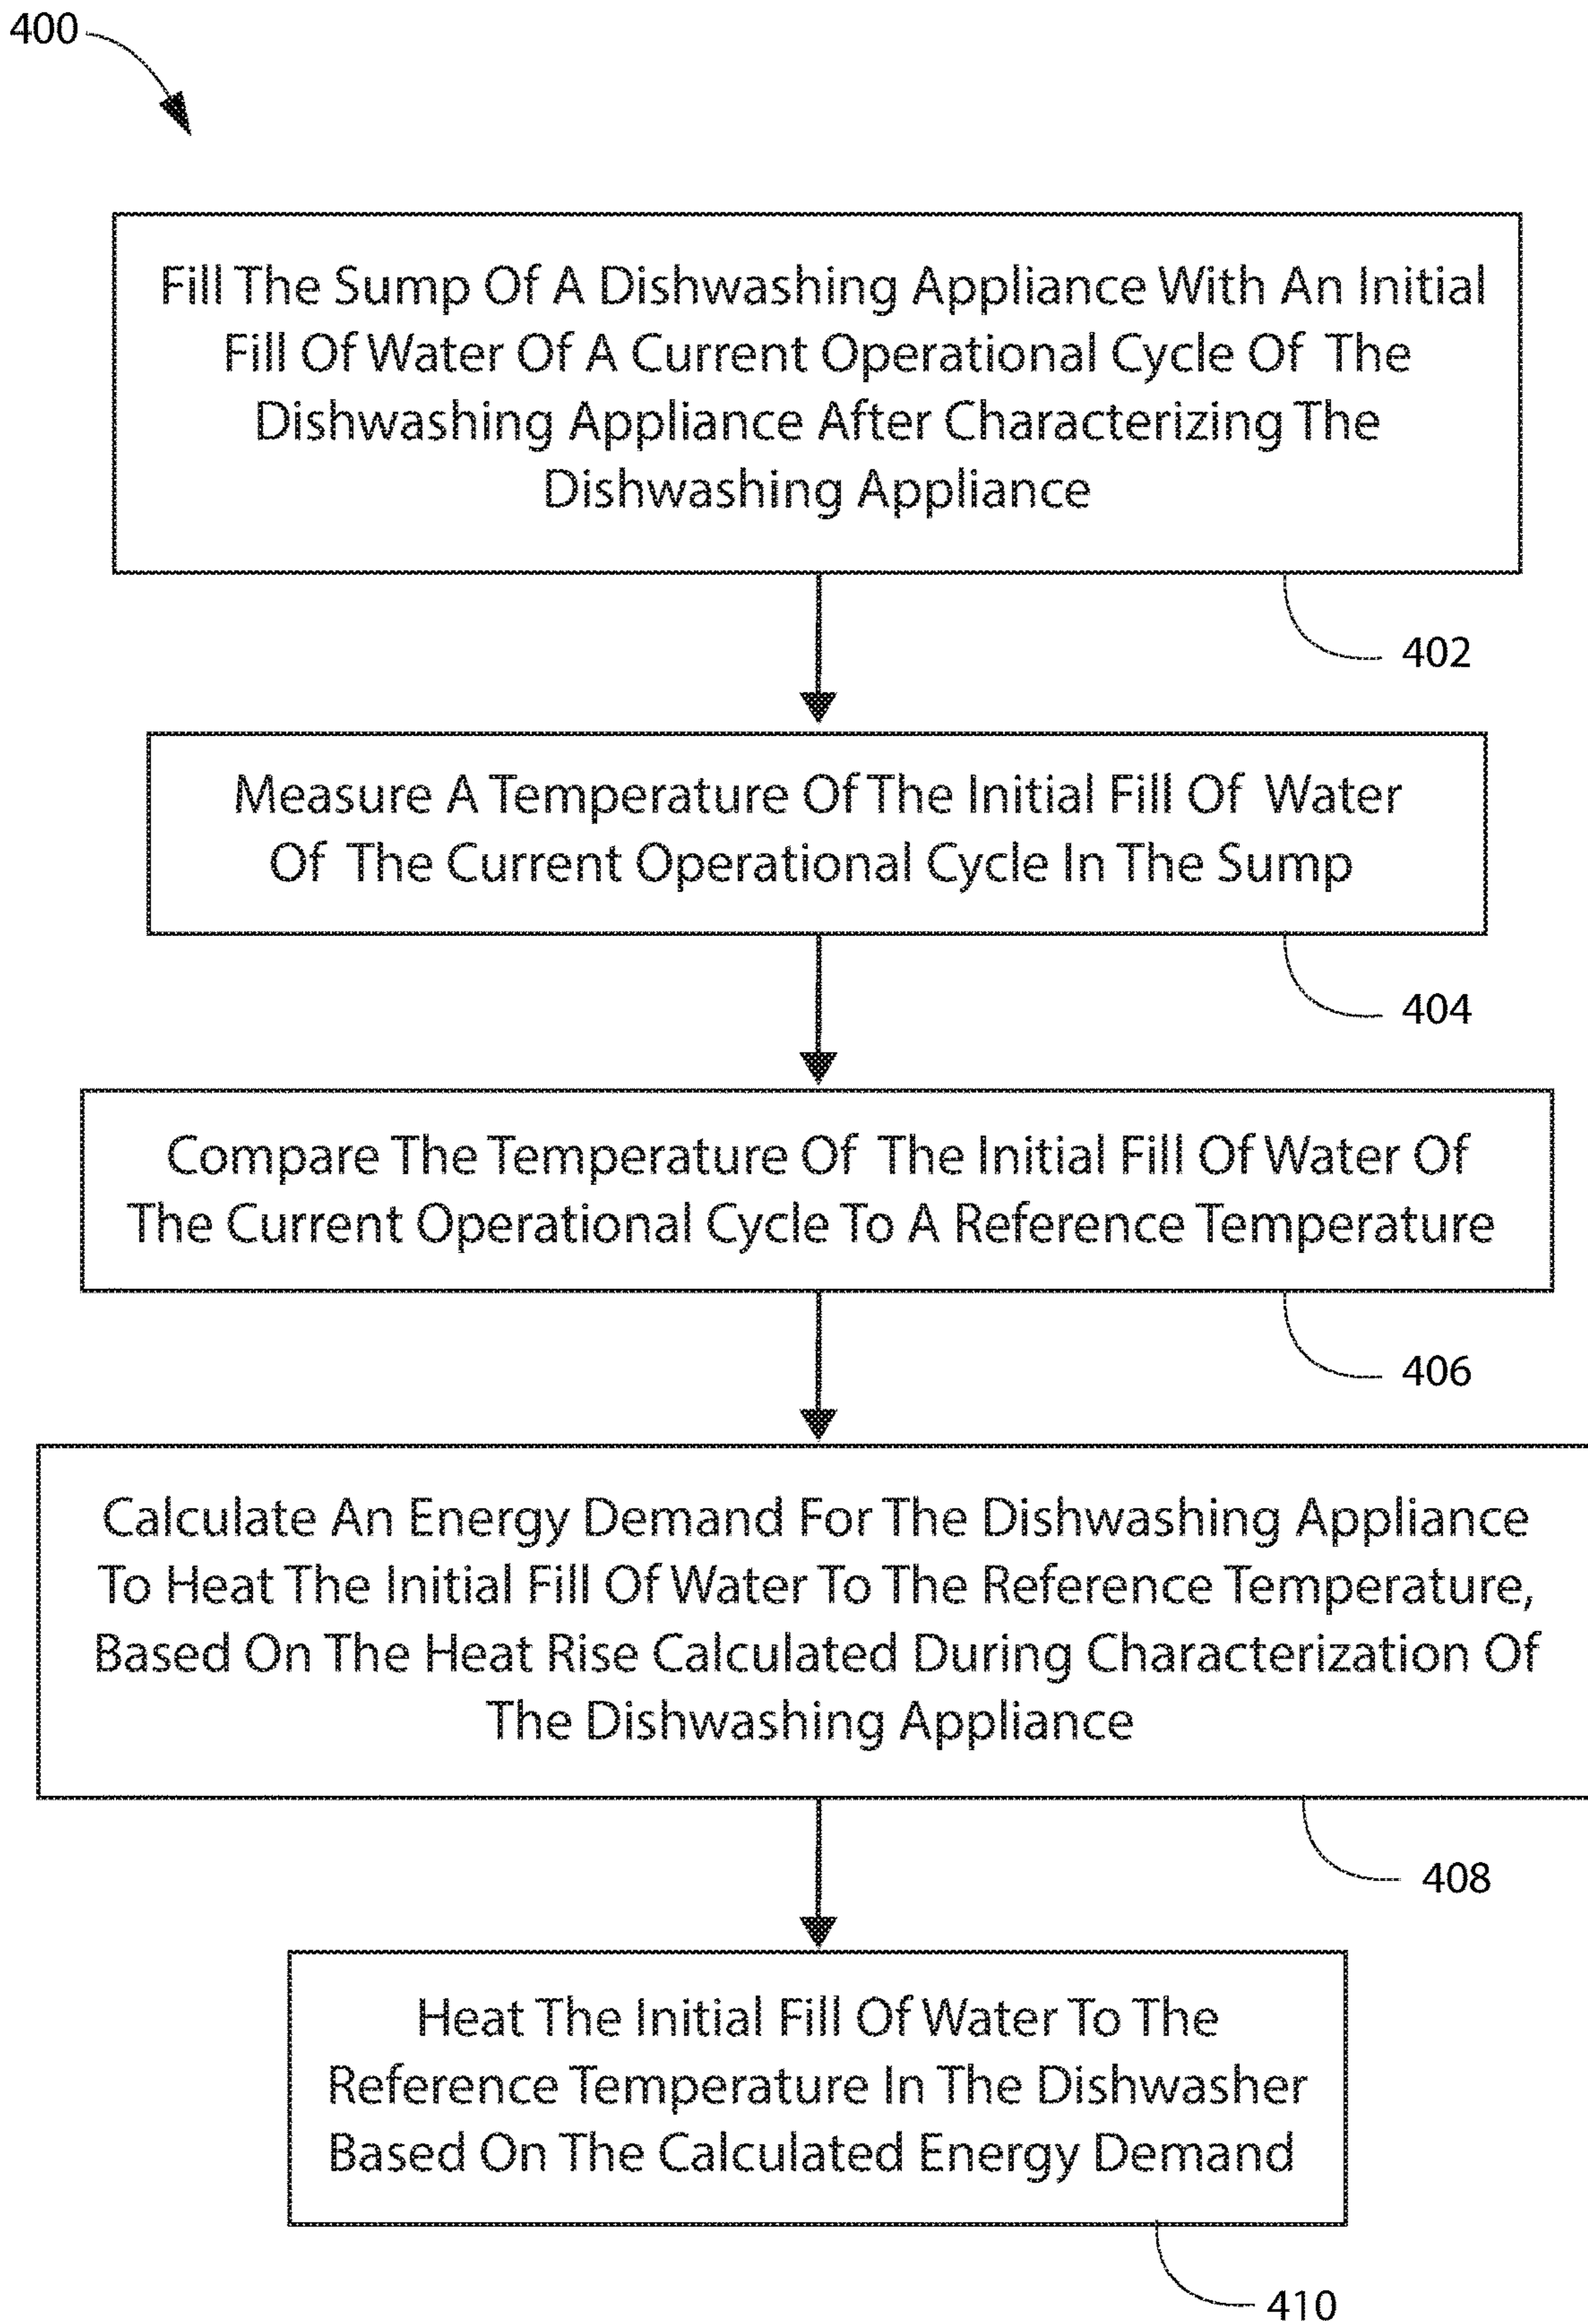 400
Fill The Sump Of A Dishwashing Appliance With An Initial
Fill Of Water Of A Current Operational Cycle Of The
Dishwashing Appliance After Characterizing The
Dishwashing Appliance
402
Measure A Temperature Of The Initial Fill Of Water
Of The Current Operational Cycle In The Sump
404
Compare The Temperature Of The Initial Fill Of Water Of
The Current Operational Cycle To A Reference Temperature
406
Calculate An Energy Demand For The Dishwashing Appliance
To Heat The Initial Fill Of Water To The Reference Temperature,
Based On The Heat Rise Calculated During Characterization Of
The Dishwashing Appliance
408
Heat The Initial Fill Of Water To The
Reference Temperature In The Dishwasher
Based On The Calculated Energy Demand
410